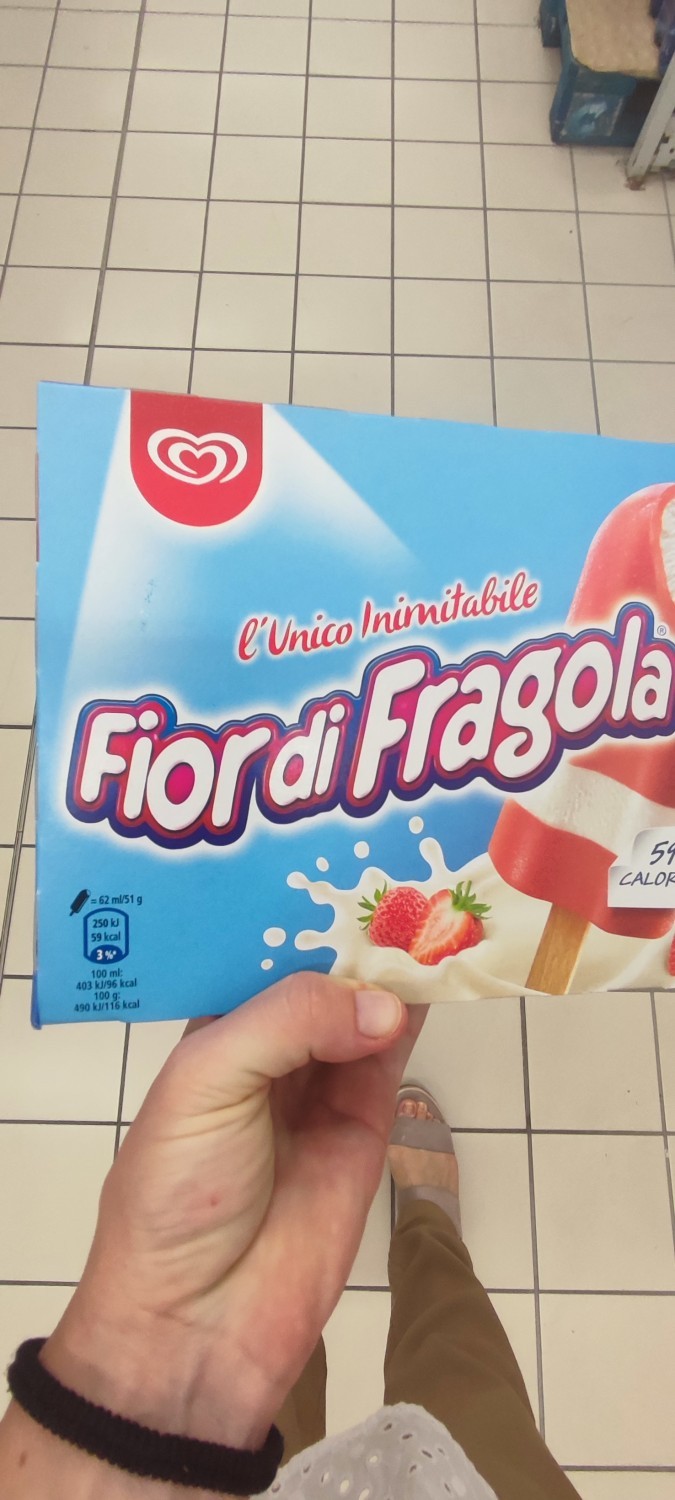 l'Unico Inimitabile
Fior di Fragola®
59
CALOR
= 62 ml/51 g
250 kJ
59 kcal
3 %*
100 ml:
403 kJ/96 kcal
100 g:
490 kJ/116 kcal